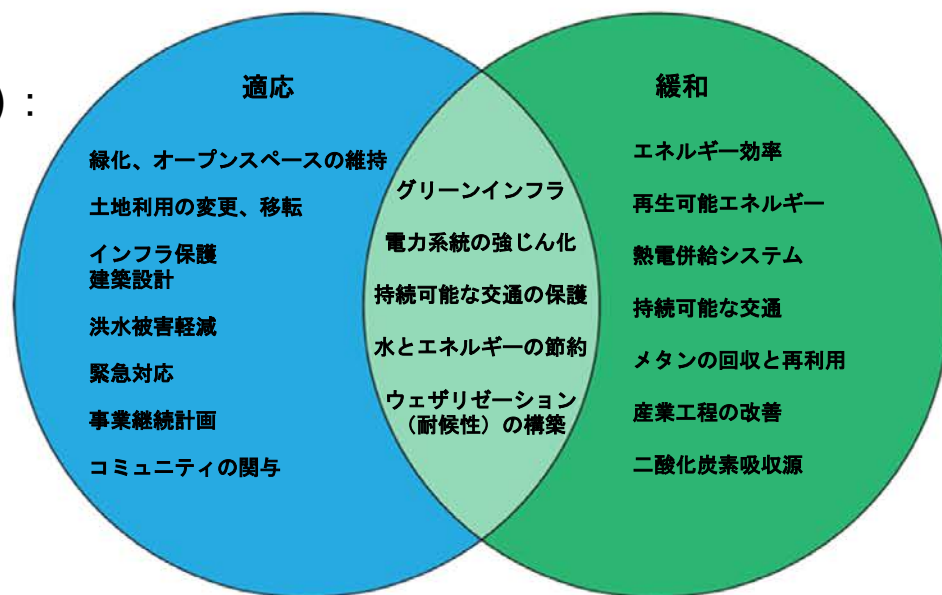 ）：
適応
緑化、オープンスペースの維持
土地利用の変更、移転
インフラ保護
建築設計
洪水被害軽減
緊急対応
事業継続計画
コミュニティの関与
グリーンインフラ
電力系統の強じん化
持続可能な交通の保護
水とエネルギーの節約
ウェザリゼーション
（耐候性）の構築
緩和
エネルギー効率
再生可能エネルギー
熱電併給システム
持続可能な交通
メタンの回収と再利用
産業工程の改善
二酸化炭素吸収源